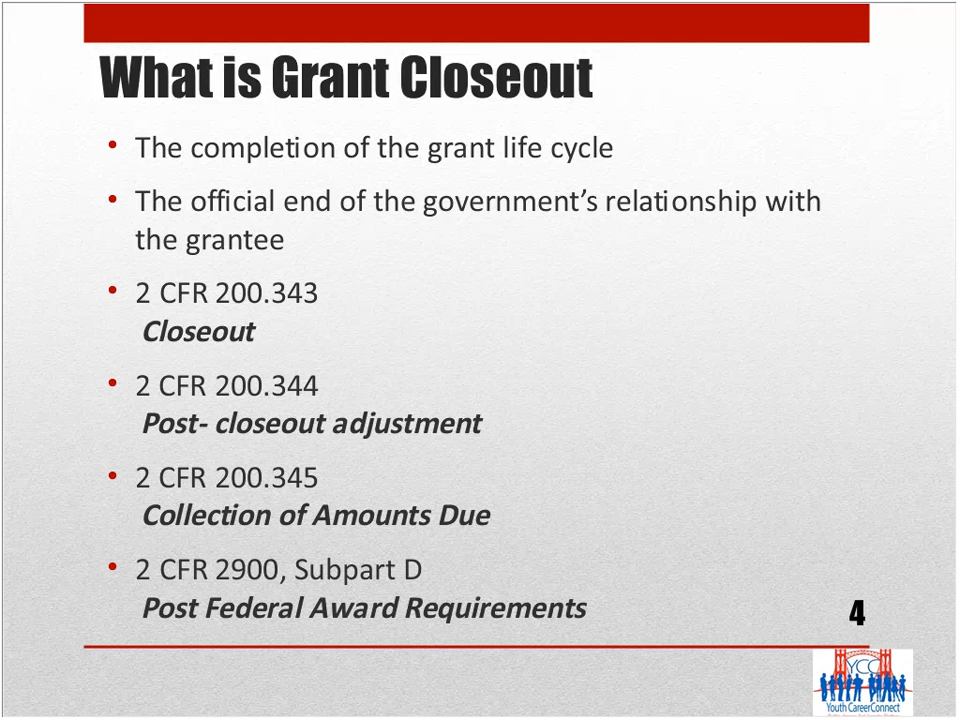 What is Grant Closeout
• The completion of the grant life cycle
• The official end of the government’s relationship with
the grantee
• 2 CFR 200.343
Closeout
• 2 CFR 200.344
Post- closeout adjustment
• 2 CFR 200.345
Collection of Amounts Due
• 2 CFR 2900, Subpart D
Post Federal Award Requirements
4
YCC
Youth CareerConnect